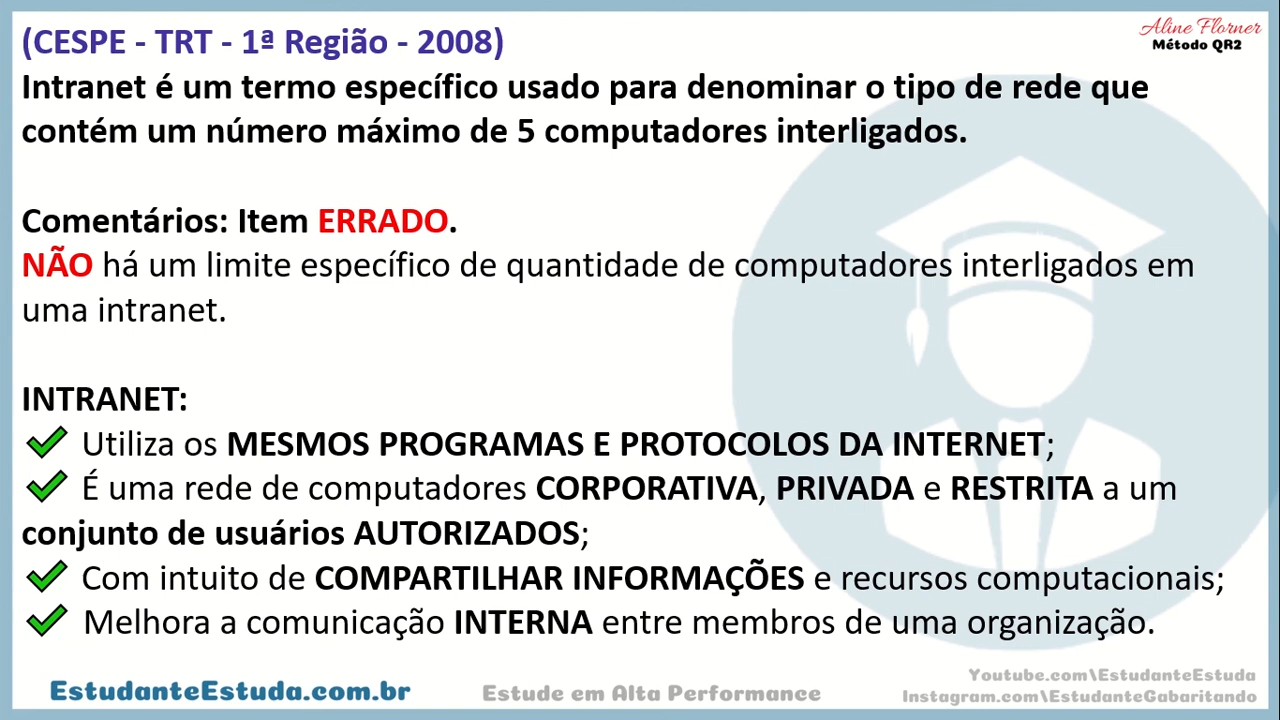 Aline Florner
Método QR2
(CESPE - TRT - 1ª Região - 2008)
Intranet é um termo específico usado para denominar o tipo de rede que
contém um número máximo de 5 computadores interligados.
Comentários: Item ERRADO.
NÃO há um limite específico de quantidade de computadores interligados em
uma intranet.
INTRANET:
✔ Utiliza os MESMOS PROGRAMAS E PROTOCOLOS DA INTERNET;
✔ É uma rede de computadores CORPORATIVA, PRIVADA e RESTRITA a um
conjunto de usuários AUTORIZADOS;
✔ Com intuito de COMPARTILHAR INFORMAÇÕES e recursos computacionais;
✔ Melhora a comunicação INTERNA entre membros de uma organização.
EstudanteEstuda.com.br
Estude em Alta Performance
Youtube.com\EstudanteEstuda
Instagram.com\EstudanteGabaritando